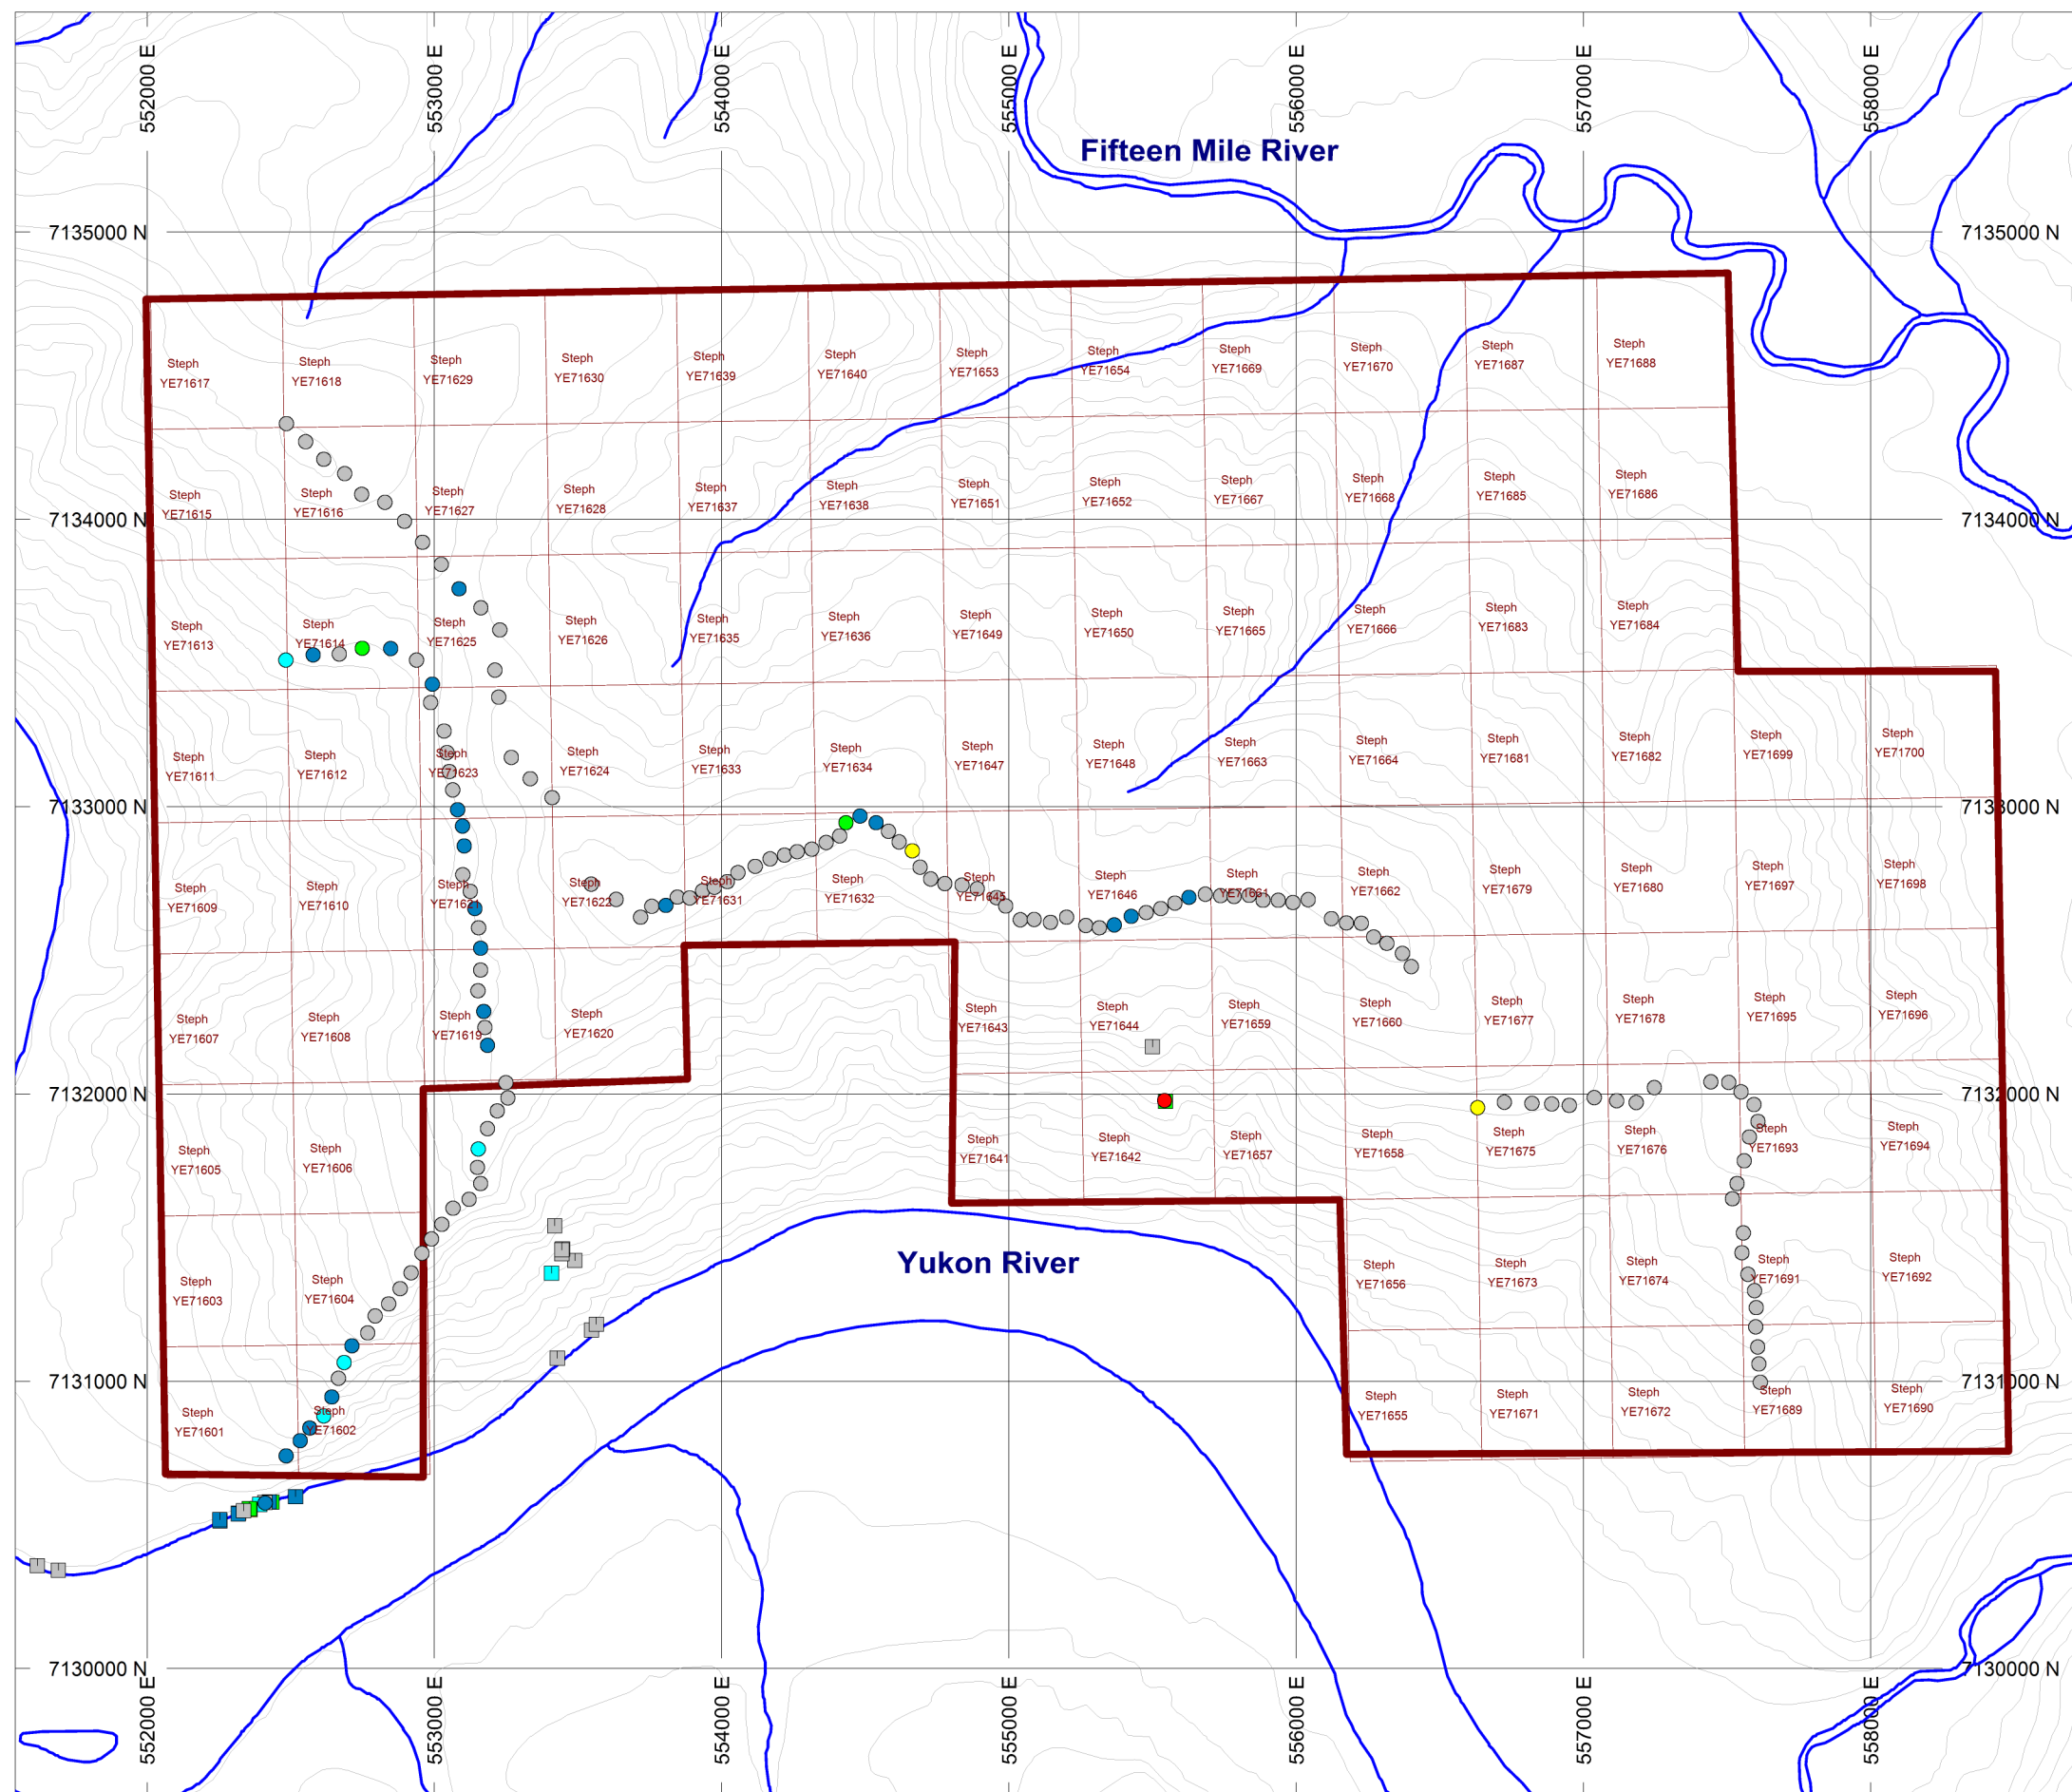 552000 E
553000 E
554000 E
555000 E
556000 E
557000 E
558000 E
Fifteen Mile River
7135000 N
7135000 N
Steph
YE71617
Steph
YE71618
Steph
YE71629
Steph
YE71630
Steph
YE71639
Steph
YE71640
Steph
YE71653
Steph
YE71654
Steph
YE71669
Steph
YE71670
Steph
YE71687
Steph
YE71688
Steph
YE71615
Steph
YE71616
Steph
YE71627
Steph
YE71628
Steph
YE71637
Steph
YE71638
Steph
YE71651
Steph
YE71652
Steph
YE71667
Steph
YE71668
Steph
YE71685
Steph
YE71686
7134000 N
7134000 N
Steph
YE71613
Steph
YE71614
Steph
YE71625
Steph
YE71626
Steph
YE71635
Steph
YE71636
Steph
YE71649
Steph
YE71650
Steph
YE71665
Steph
YE71666
Steph
YE71683
Steph
YE71684
Steph
YE71611
Steph
YE71612
Steph
YE71623
Steph
YE71624
Steph
YE71633
Steph
YE71634
Steph
YE71647
Steph
YE71648
Steph
YE71663
Steph
YE71664
Steph
YE71681
Steph
YE71682
Steph
YE71699
Steph
YE71700
7133000 N
7133000 N
Steph
YE71609
Steph
YE71610
Steph
YE71621
Steph
YE71622
Steph
YE71631
Steph
YE71632
Steph
YE71645
Steph
YE71646
Steph
YE71661
Steph
YE71662
Steph
YE71679
Steph
YE71680
Steph
YE71697
Steph
YE71698
Steph
YE71607
Steph
YE71608
Steph
YE71619
Steph
YE71620
Steph
YE71643
Steph
YE71644
Steph
YE71659
Steph
YE71660
Steph
YE71677
Steph
YE71678
Steph
YE71695
Steph
YE71696
7132000 N
7132000 N
Steph
YE71605
Steph
YE71606
Steph
YE71641
Steph
YE71642
Steph
YE71657
Steph
YE71658
Steph
YE71675
Steph
YE71676
Steph
YE71693
Steph
YE71694
Yukon River
Steph
YE71603
Steph
YE71604
Steph
YE71656
Steph
YE71673
Steph
YE71674
Steph
YE71691
Steph
YE71692
7131000 N
7131000 N
Steph
YE71601
Steph
YE71602
Steph
YE71655
Steph
YE71671
Steph
YE71672
Steph
YE71689
Steph
YE71690
7130000 N
7130000 N
552000 E
553000 E
554000 E
555000 E
556000 E
557000 E
558000 E